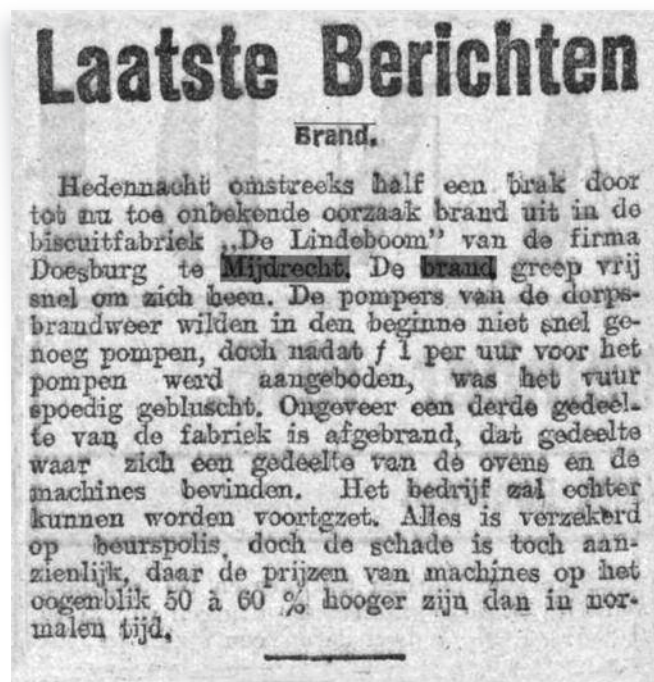 Laatste Berichten
Brand.
Hedennacht omstreeks half een brak door
tot nu toe onbekende oorzaak brand uit in de
biscuitfabriek „De Lindeboom” van de firma
Doesburg te Mijdrecht. De brand greep vrij
snel om zich heen. De pompers van de dorps-
brandweer wilden in den beginne niet snel ge-
noeg pompen, doch nadat f 1 per uur voor het
pompen werd aangeboden, was het vuur
spoedig gebluscht. Ongeveer een derde gedeel-
te van de fabriek is afgebrand, dat gedeelte
waar zich een gedeelte van de ovens en de
machines bevinden. Het bedrijf zal echter
kunnen worden voortgzet. Alles is verzekerd
op beurspolis, doch de schade is toch aan-
zienlijk, daar de prijzen van machines op het
oogenblik 50 à 60 % hooger zijn dan in nor-
malen tijd.